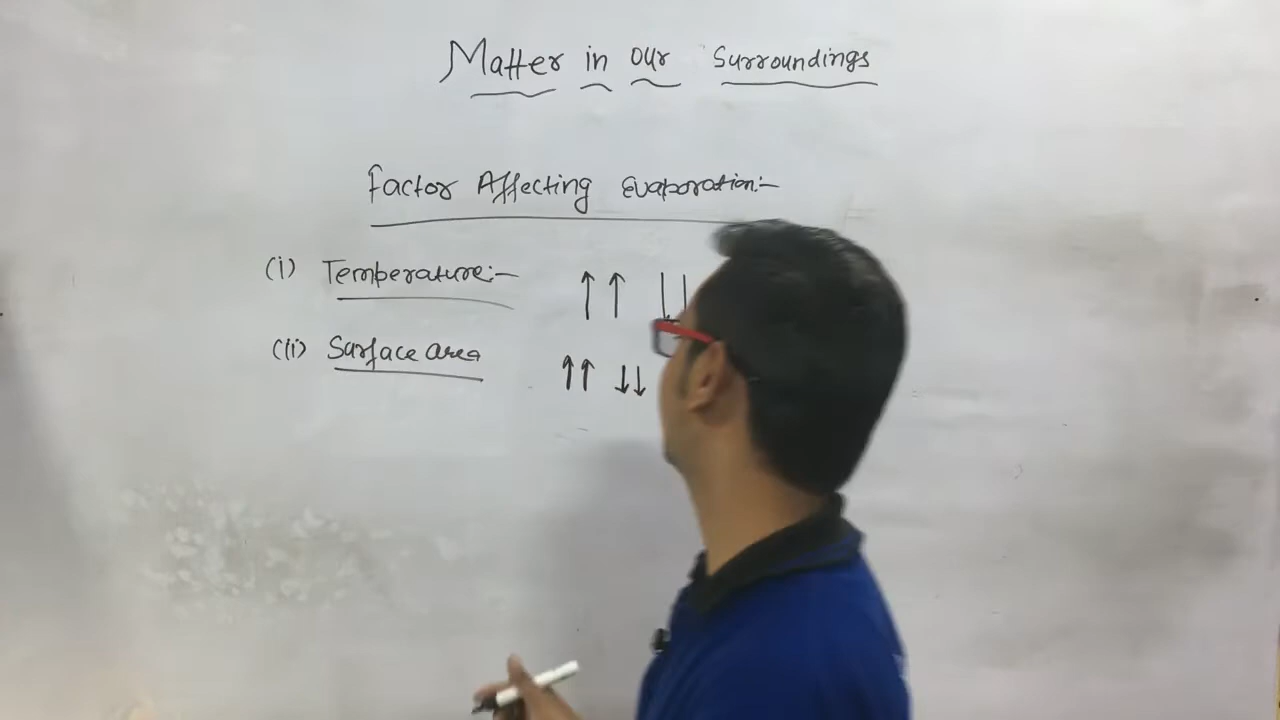 Matter in our Surroundings
Factor Affecting Evaporation:-
(i) Temperature:- ↑↑ ↓↓
(ii) Surface area ↑↑ ↓↓